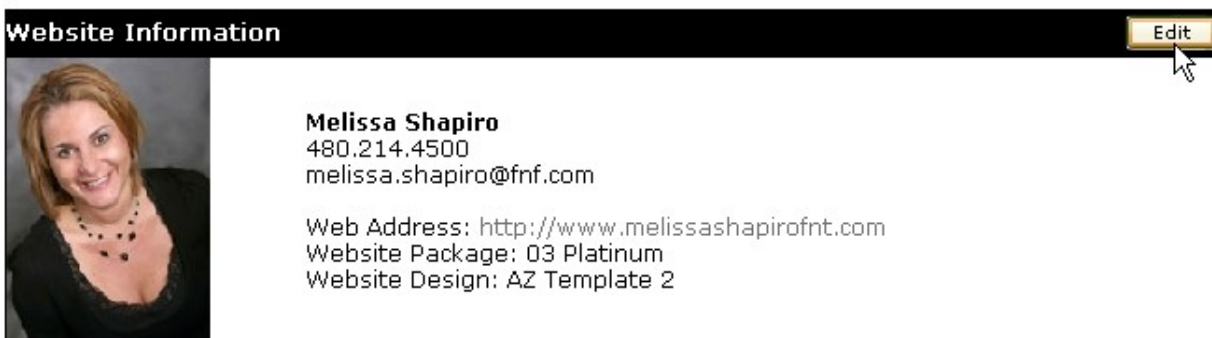 Website Information
Edit
Melissa Shapiro
480.214.4500
melissa.shapiro@fnf.com
Web Address: http://www.melissashapirofnt.com
Website Package: 03 Platinum
Website Design: AZ Template 2